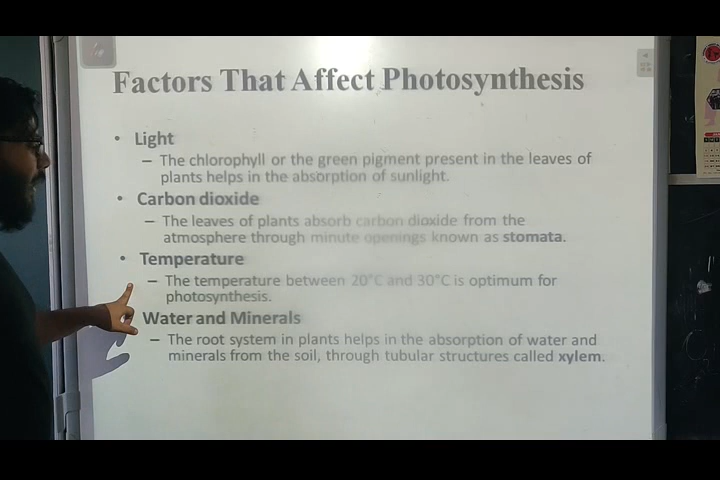 Factors That Affect Photosynthesis
• Light
– The chlorophyll or the green pigment present in the leaves of
plants helps in the absorption of sunlight.
• Carbon dioxide
– The leaves of plants absorb carbon dioxide from the
atmosphere through minute openings known as stomata.
• Temperature
– The temperature between 20°C and 30°C is optimum for
photosynthesis.
Water and Minerals
– The root system in plants helps in the absorption of water and
minerals from the soil, through tubular structures called xylem.